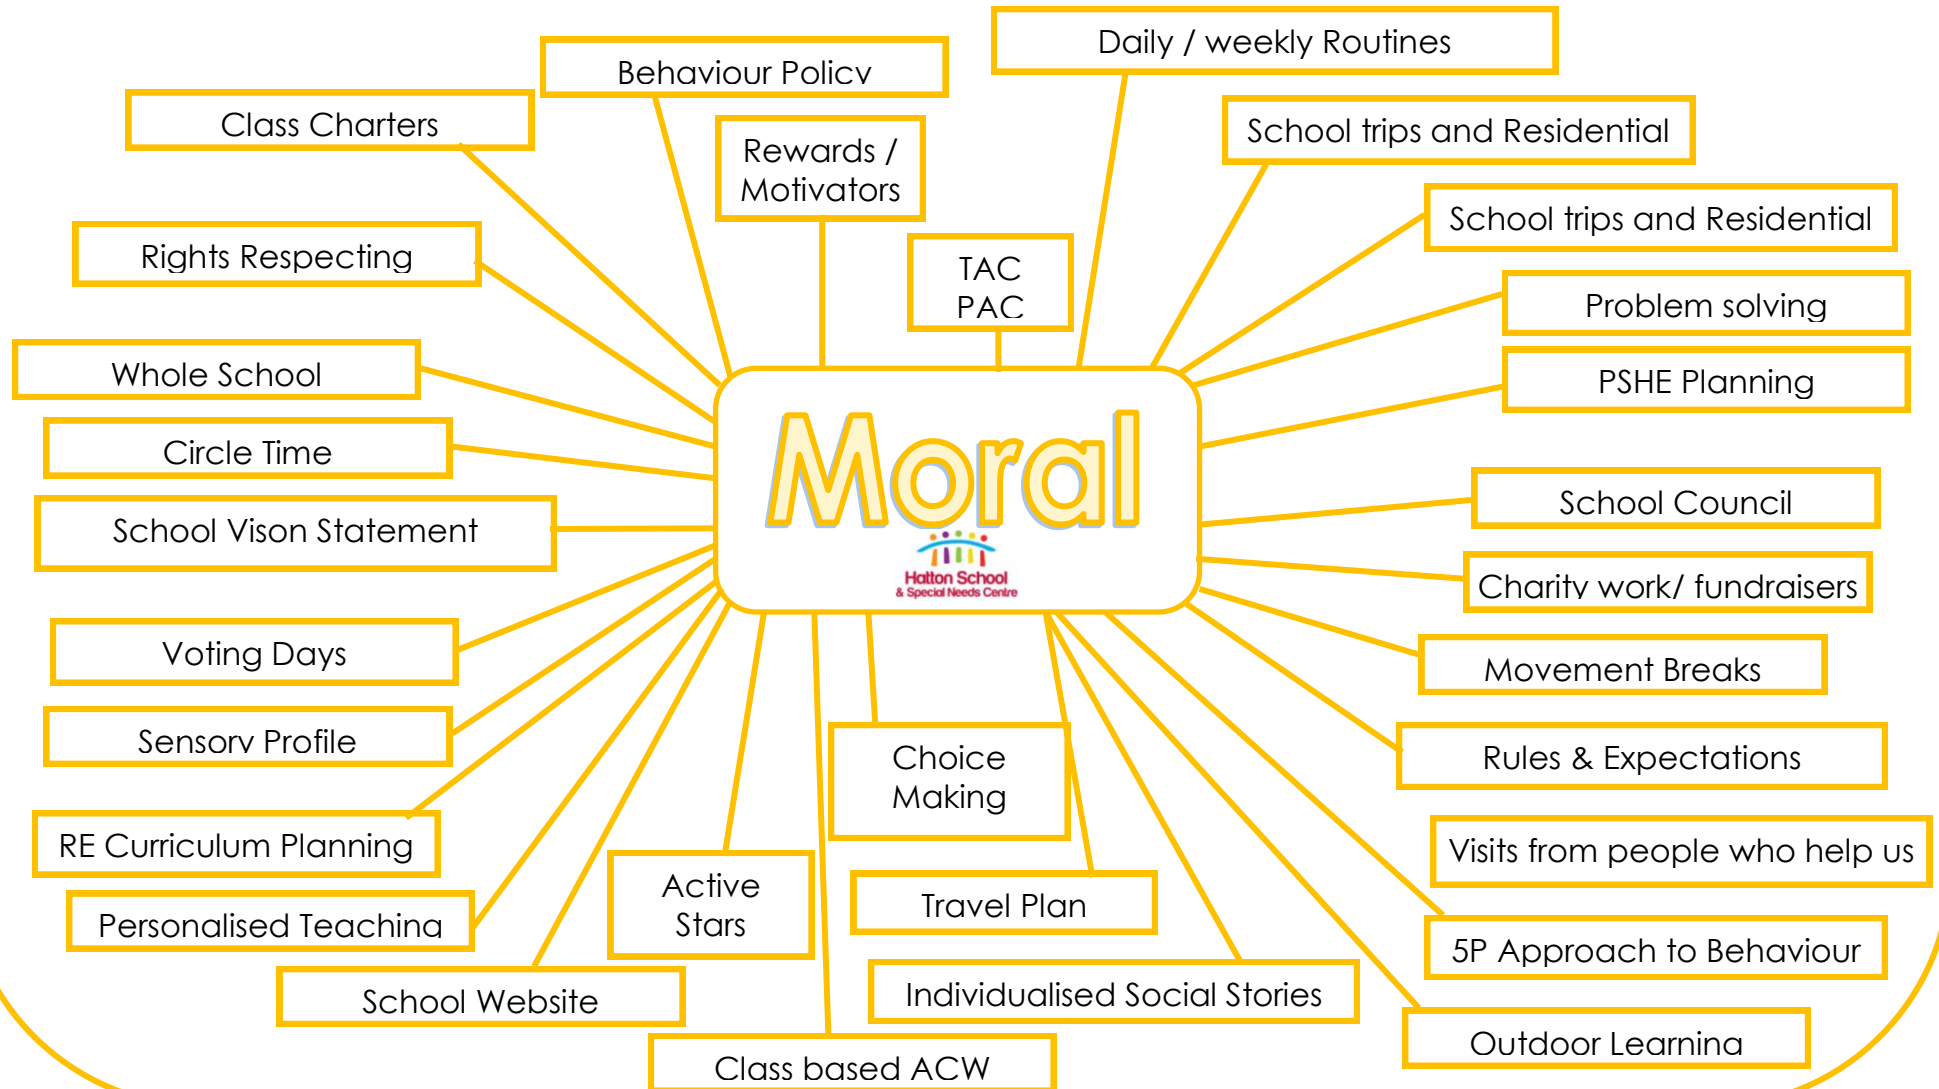 Daily / weekly Routines
Behaviour Policy
Class Charters
School trips and Residential
Rewards /
Motivators
School trips and Residential
Rights Respecting
TAC
PAC
Problem solving
Whole School
PSHE Planning
Circle Time
Moral
School Council
School Vison Statement
Hatton School
& Special Needs Centre
Charity work/ fundraisers
Voting Days
Movement Breaks
Sensory Profile
Choice
Making
Rules & Expectations
RE Curriculum Planning
Visits from people who help us
Active
Stars
Travel Plan
Personalised Teaching
5P Approach to Behaviour
School Website
Individualised Social Stories
Outdoor Learning
Class based ACW